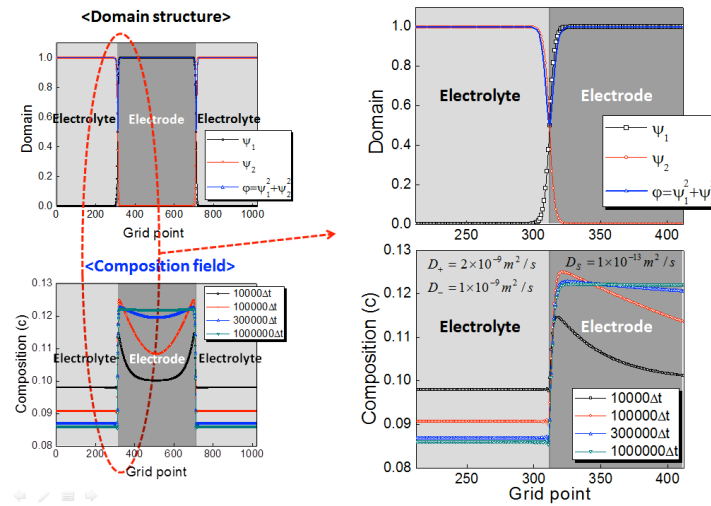 <Domain structure>
Domain
1.0
0.8
0.6
0.4
0.2
0.0
Electrolyte
Electrode
Electrolyte
ψ1
ψ2
φ=ψ1²+ψ2²
0 200 400 600 800 1000
Grid point
<Composition field>
Composition (c)
0.13
0.12
0.11
0.10
0.09
0.08
10000Δt
100000Δt
300000Δt
1000000Δt
Electrolyte
Electrode
Electrolyte
0 200 400 600 800 1000
Grid point
Domain
1.0
0.8
0.6
0.4
0.2
0.0
Electrolyte
Electrode
ψ1
ψ2
φ=ψ1²+ψ
250 300 350 400
Grid point
Composition (c)
0.13
0.12
0.11
0.10
0.09
0.08
D+ = 2×10⁻⁹ m² / s
D− = 1×10⁻⁹ m² / s
DS = 1×10⁻¹³ m² / s
Electrolyte
Electrode
10000Δt
100000Δt
300000Δt
1000000Δt
250 300 350 400
Grid point